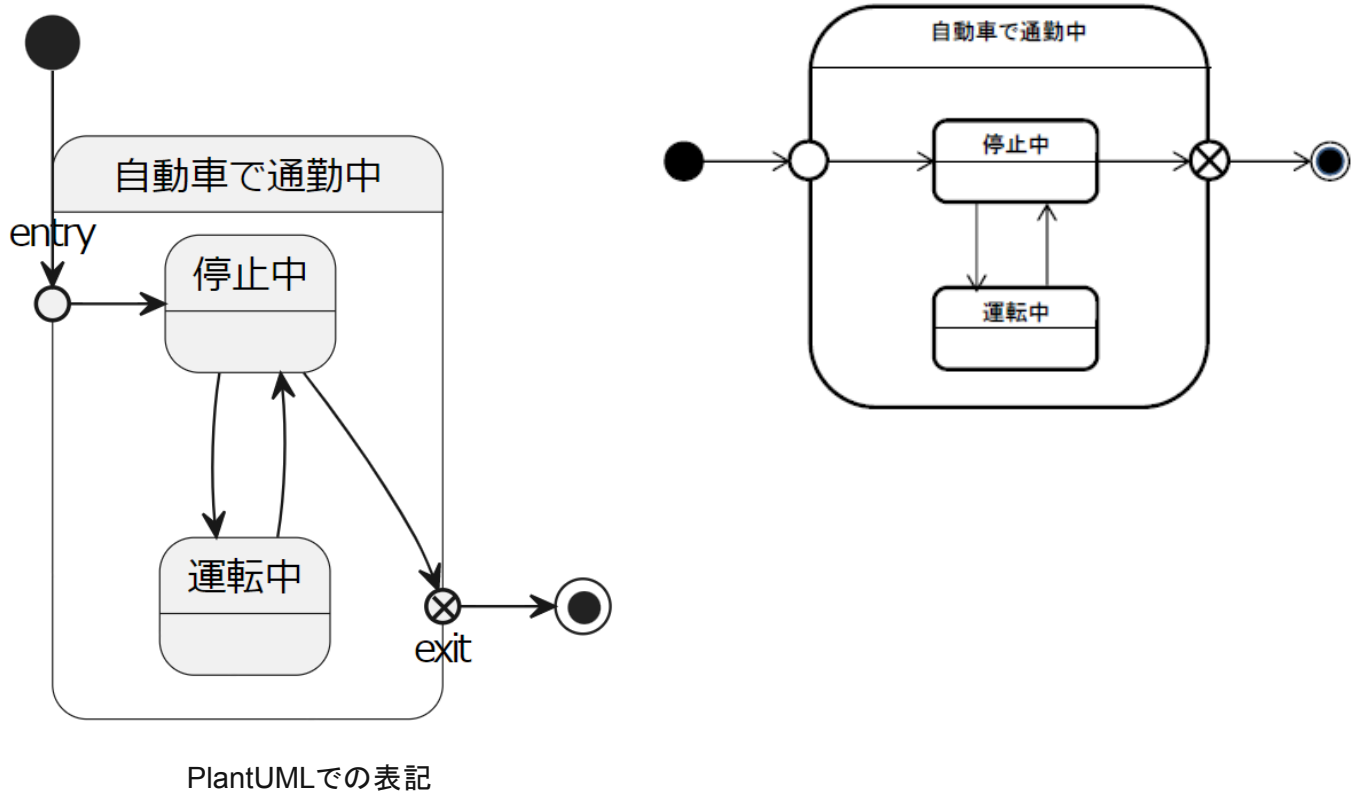 自動車で通勤中
entry
停止中
運転中
exit
PlantUMLでの表記
自動車で通勤中
停止中
運転中